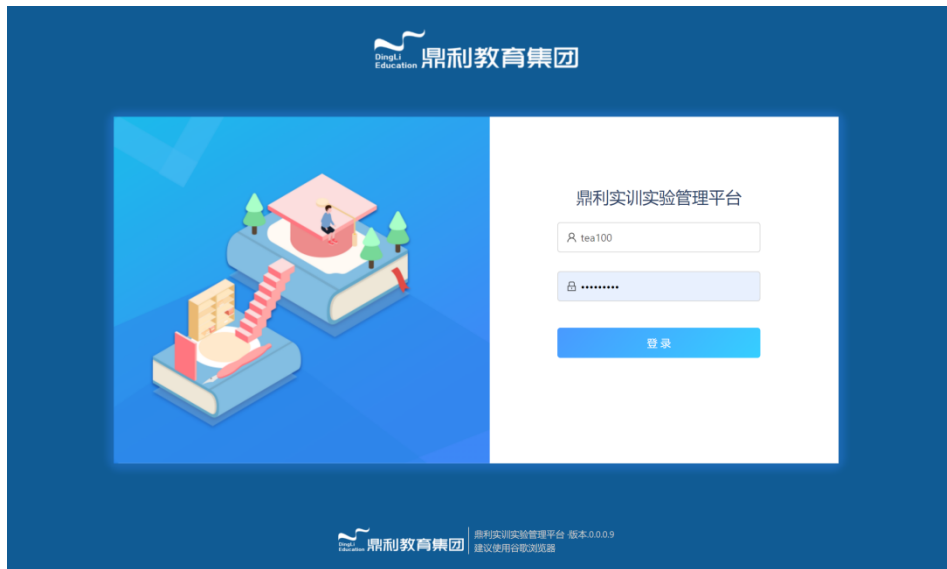 DingLi
Education 鼎利教育集团
鼎利实训实验管理平台
tea100
•••••••••
登录
DingLi
Education 鼎利教育集团
鼎利实训实验管理平台 版本.0.0.0.9
建议使用谷歌浏览器